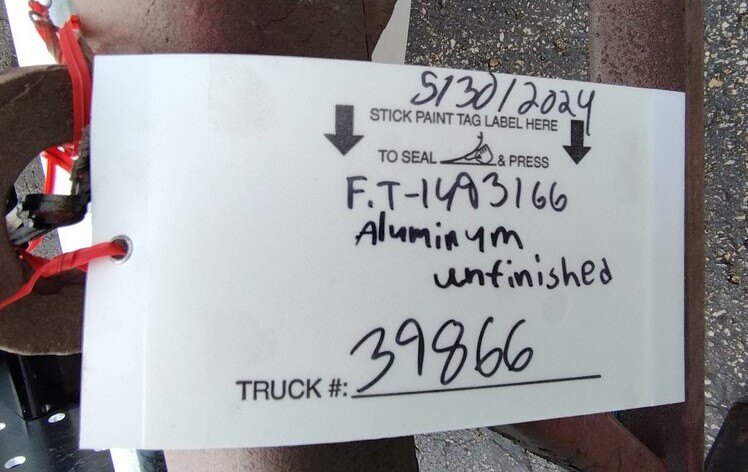 5/30/2024
STICK PAINT TAG LABEL HERE
TO SEAL & PRESS
F.T-1493166
Aluminum
unfinished
TRUCK #: 39866